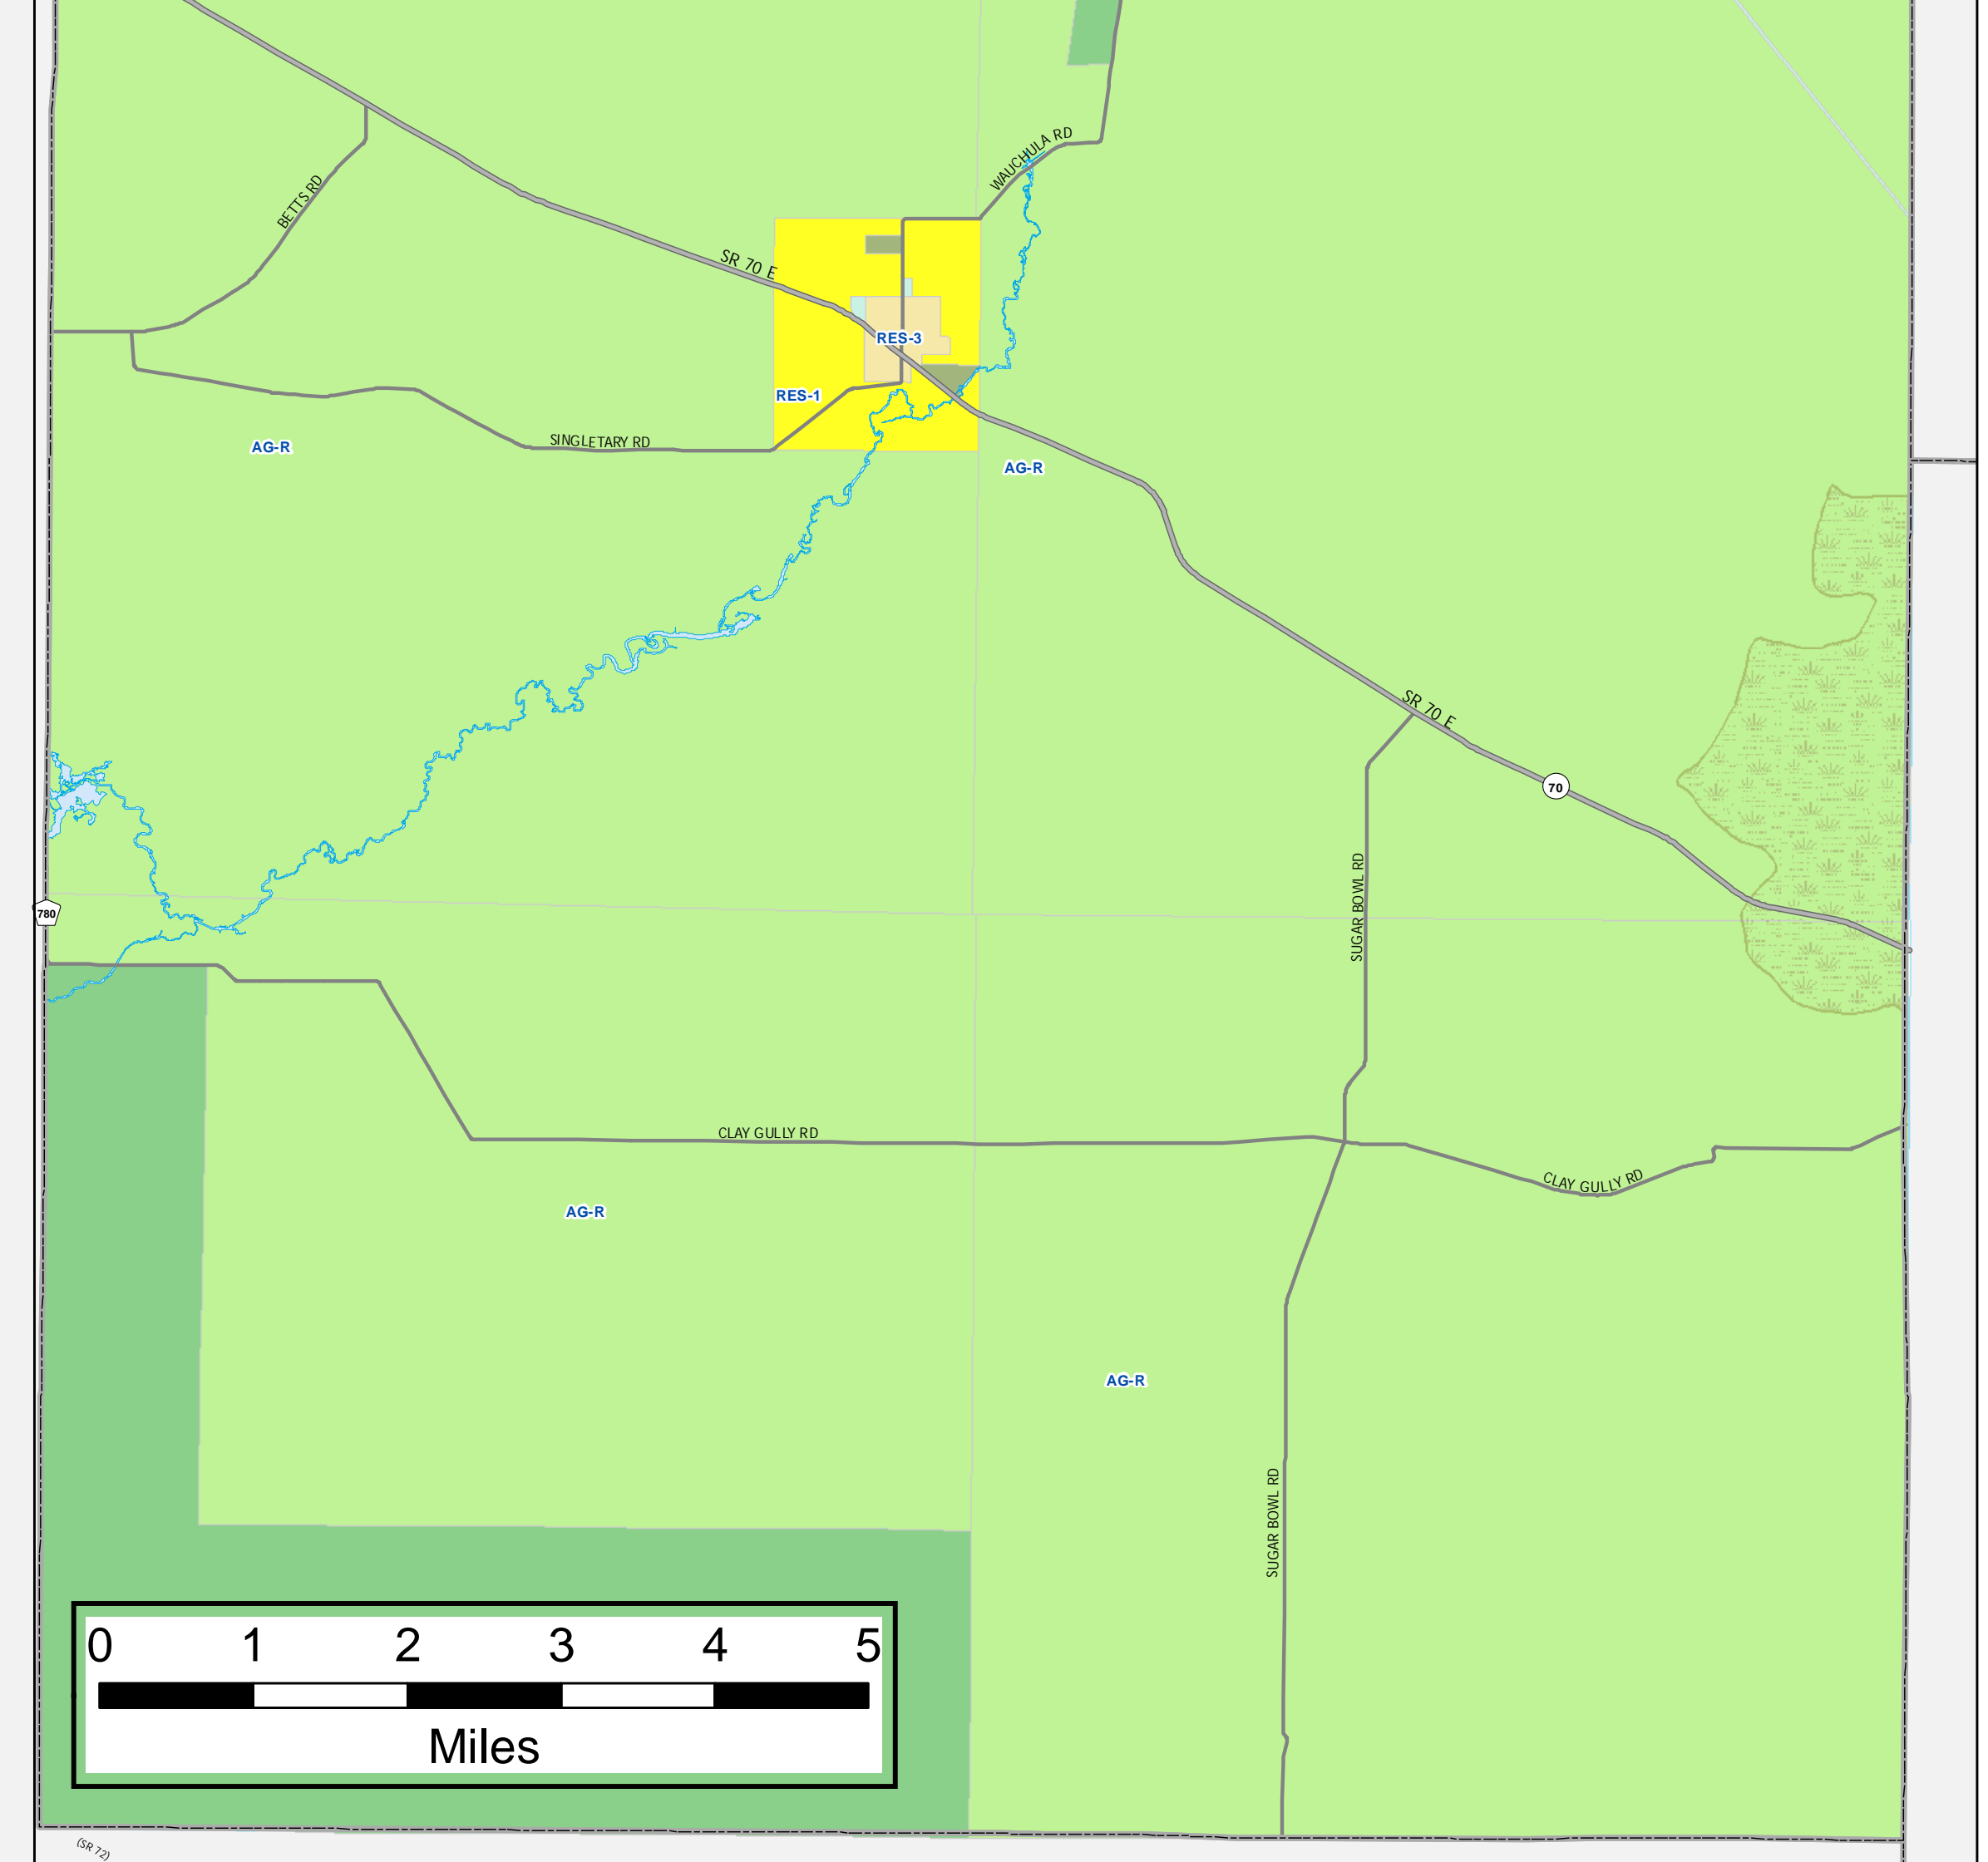 WAUCHULA RD
BETTS RD
SR 70 E
RES-3
RES-1
SINGLETARY RD
AG-R
AG-R
SR 70 E
70
SUGAR BOWL RD
780
CLAY GULLY RD
CLAY GULLY RD
AG-R
AG-R
SUGAR BOWL RD
0 1 2 3 4 5
Miles
(SR 72)